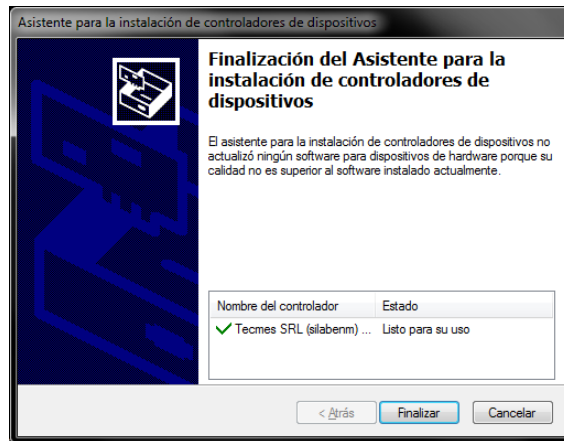 Asistente para la instalación de controladores de dispositivos
Finalización del Asistente para la
instalación de controladores de
dispositivos
El asistente para la instalación de controladores de dispositivos no
actualizó ningún software para dispositivos de hardware porque su
calidad no es superior al software instalado actualmente.
Nombre del controlador Estado
Tecmes SRL (silabenm) ... Listo para su uso
< Atrás Finalizar Cancelar